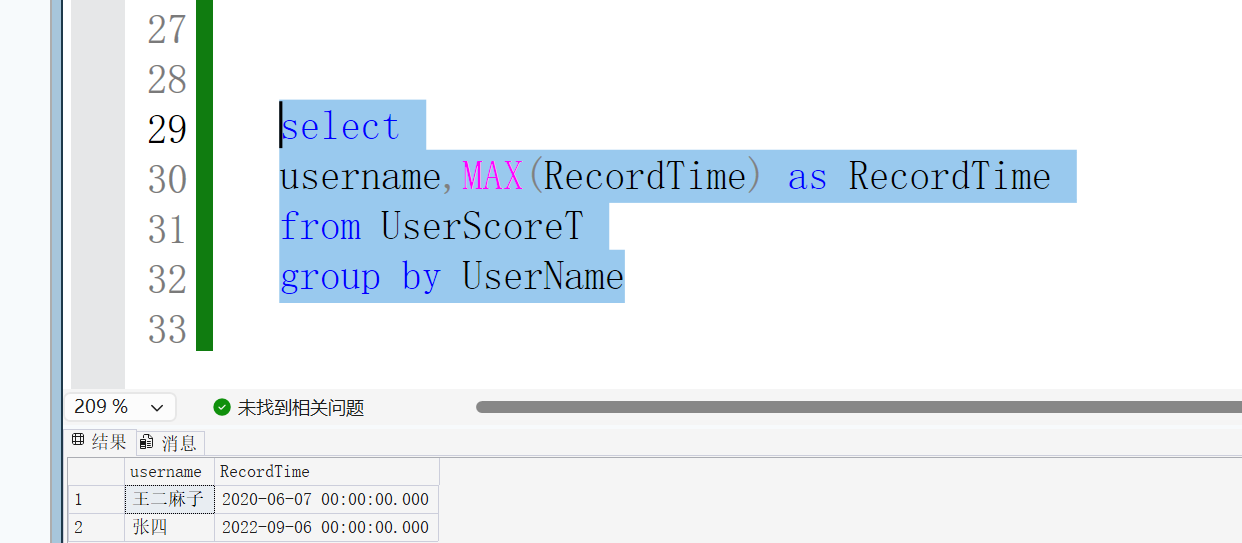 27
28
29 select
30 username,MAX(RecordTime) as RecordTime
31 from UserScoreT
32 group by UserName
33
209 % 未找到相关问题
结果 消息
username RecordTime
1 王二麻子 2020-06-07 00:00:00.000
2 张四 2022-09-06 00:00:00.000